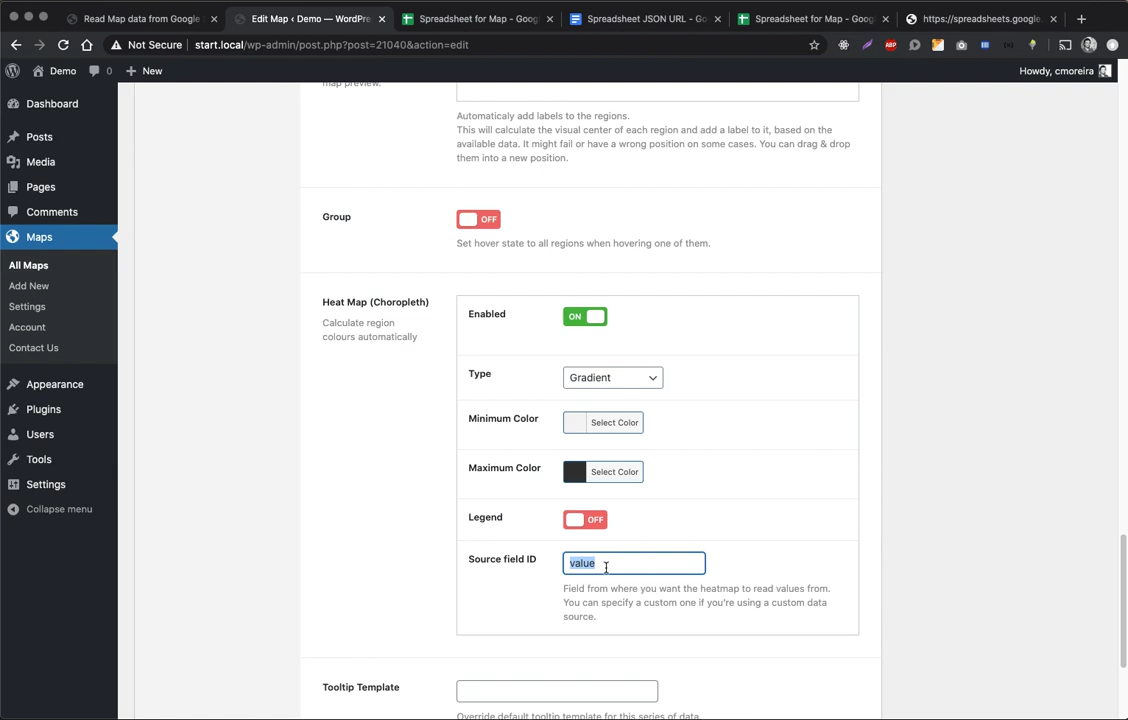 Read Map data from Google
Edit Map ‹ Demo — WordPre
Spreadsheet for Map - Goog
Spreadsheet JSON URL - Go
Spreadsheet for Map - Goog
https://spreadsheets.google.
Not Secure
start.local/wp-admin/post.php?post=21040&action=edit
ABP
Demo
0
New
Howdy, cmoreira
Dashboard
Posts
Media
Pages
Comments
Maps
All Maps
Add New
Settings
Account
Contact Us
Appearance
Plugins
Users
Tools
Settings
Collapse menu
map preview.
Automaticaly add labels to the regions.
This will calculate the visual center of each region and add a label to it, based on the
available data. It might fail or have a wrong position on some cases. You can drag & drop
them into a new position.
Group
OFF
Set hover state to all regions when hovering one of them.
Heat Map (Choropleth)
Calculate region
colours automatically
Enabled
ON
Type
Gradient
Minimum Color
Select Color
Maximum Color
Select Color
Legend
OFF
Source field ID
value
Field from where you want the heatmap to read values from.
You can specify a custom one if you're using a custom data
source.
Tooltip Template
Override default tooltip template for this series of data.